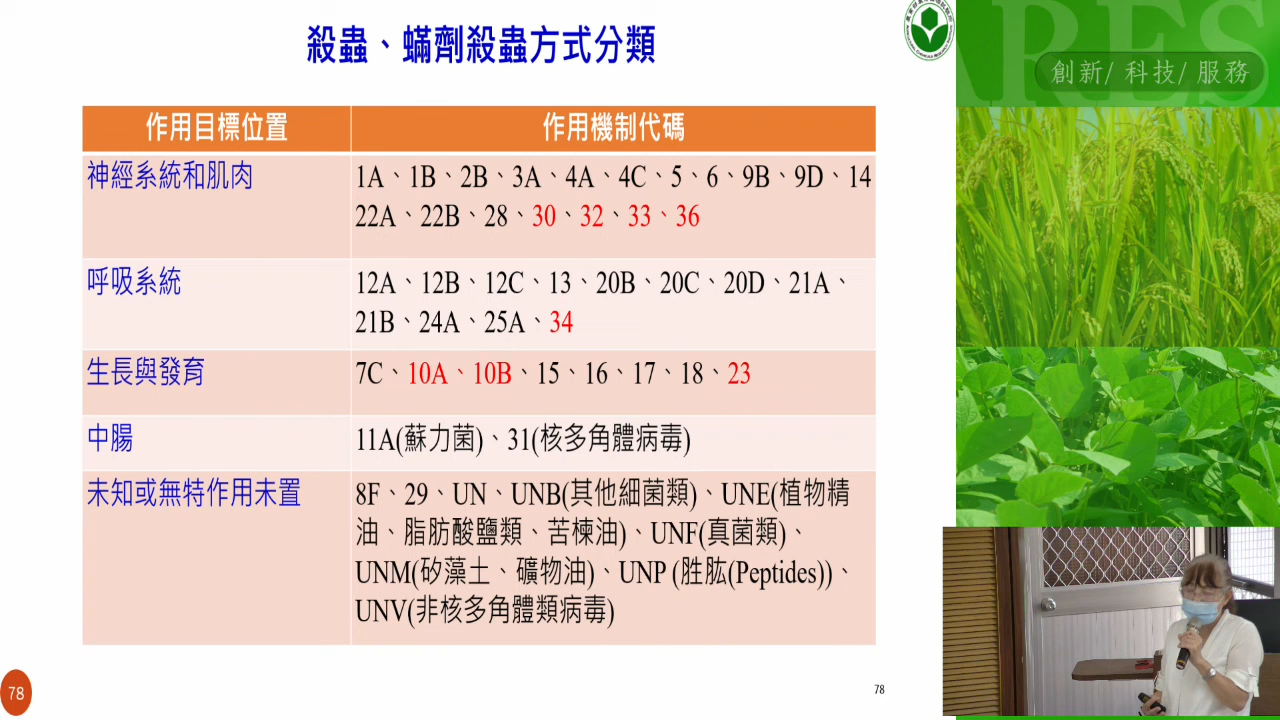 殺蟲、蟎劑殺蟲方式分類
ARES
創新/ 科技/ 服務
作用目標位置
作用機制代碼
神經系統和肌肉
1A、1B、2B、3A、4A、4C、5、6、9B、9D、14
22A、22B、28、30、32、33、36
呼吸系統
12A、12B、12C、13、20B、20C、20D、21A、
21B、24A、25A、34
生長與發育
7C、10A、10B、15、16、17、18、23
中腸
11A(蘇力菌)、31(核多角體病毒)
未知或無特作用未置
8F、29、UN、UNB(其他細菌類)、UNE(植物精
油、脂肪酸鹽類、苦楝油)、UNF(真菌類)、
UNM(矽藻土、礦物油)、UNP (胜肽(Peptides))、
UNV(非核多角體類病毒)
78
78